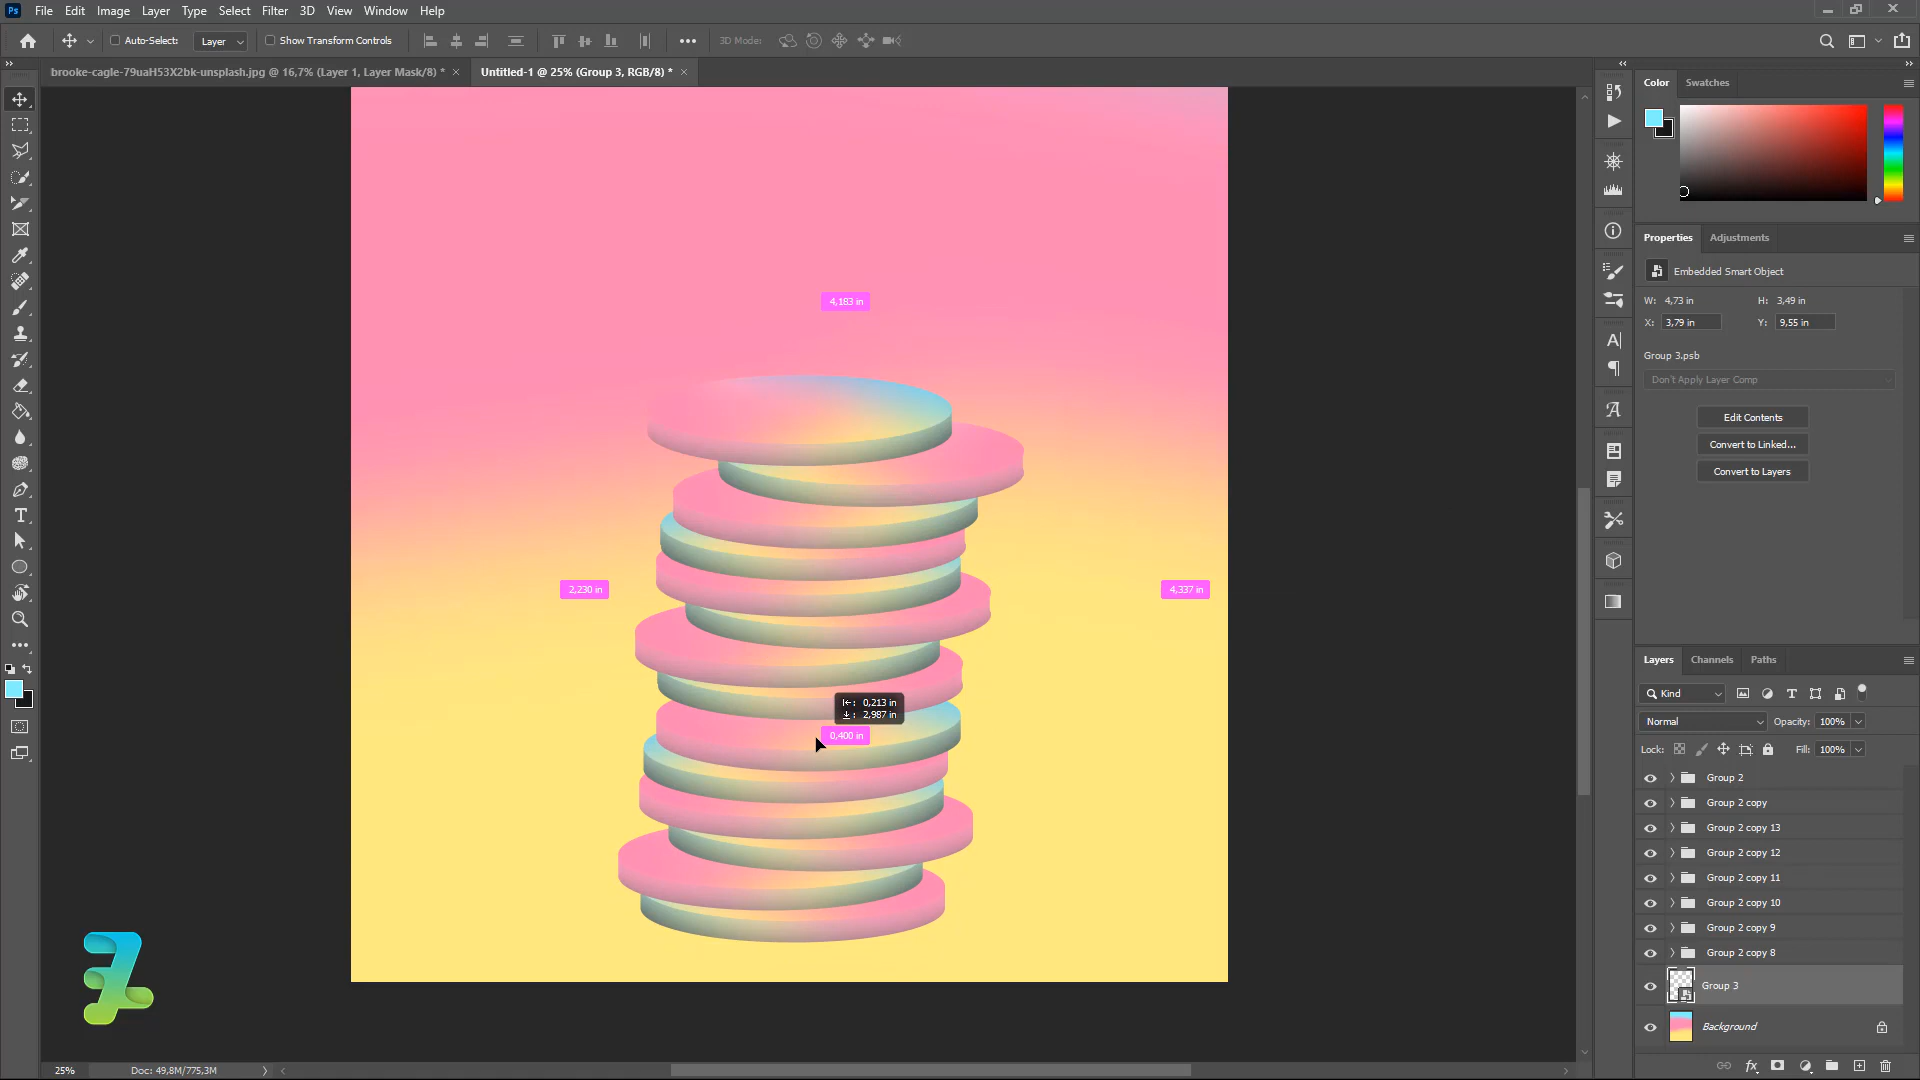 Ps File Edit Image Layer Type Select Filter 3D View Window Help
Auto-Select: Layer Show Transform Controls 3D Mode:
brooke-cagle-79uaH53X2bk-unsplash.jpg @ 16,7% (Layer 1, Layer Mask/8) * Untitled-1 @ 25% (Group 3, RGB/8) *
Color Swatches
Properties Adjustments
Embedded Smart Object
W: 4,73 in H: 3,49 in
X: 3,79 in Y: 9,55 in
Group 3.psb
Don't Apply Layer Comp
Edit Contents
Convert to Linked...
Convert to Layers
4,183 in
2,230 in
4,337 in
0,213 in
2,987 in
0,400 in
Layers Channels Paths
Kind
Normal Opacity: 100%
Lock: Fill: 100%
Group 2
Group 2 copy
Group 2 copy 13
Group 2 copy 12
Group 2 copy 11
Group 2 copy 10
Group 2 copy 9
Group 2 copy 8
Group 3
Background
fx
25% Doc: 49,8M/775,3M